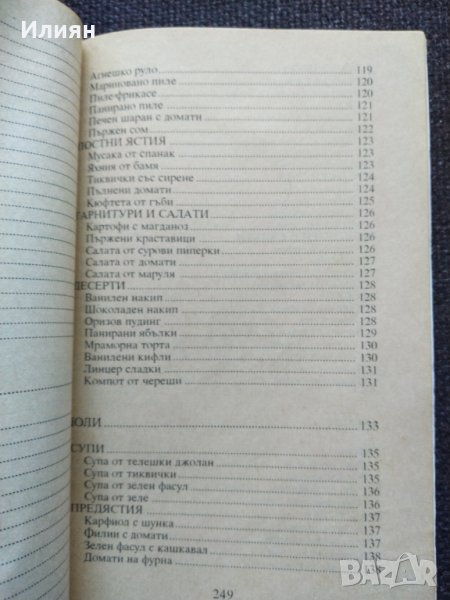 Илиян
Агнешко руло 119
Мариновано пиле 120
Пиле фрикасе 120
Панирано пиле 121
Печен шаран с домати 121
Пържен сом 122
ПОСТНИ ЯСТИЯ 123
Мусака от спанак 123
Яхния от бамя 123
Тиквички със сирене 124
Пълнени домати 124
Кюфтета от гъби 125
ГАРНИТУРИ И САЛАТИ 126
Картофи с магданоз 126
Пържени краставици 126
Салата от сурови пиперки 126
Салата от домати 127
Салата от маруля 127
ДЕСЕРТИ 128
Ванилен накип 128
Шоколаден накип 128
Оризов пудинг 128
Панирани ябълки 129
Мраморна торта 130
Ванилени кифли 130
Линцер сладки 131
Компот от череши 131
ЮЛИ 133
СУПИ 135
Супа от телешки джолан 135
Супа от тиквички 135
Супа от зелен фасул 136
Супа от зеле 136
ПРЕДЯСТИЯ 137
Карфиол с шунка 137
Филии с домати 137
Зелен фасул с кашкавал 138
Домати на фурна 138
249
BAZAR